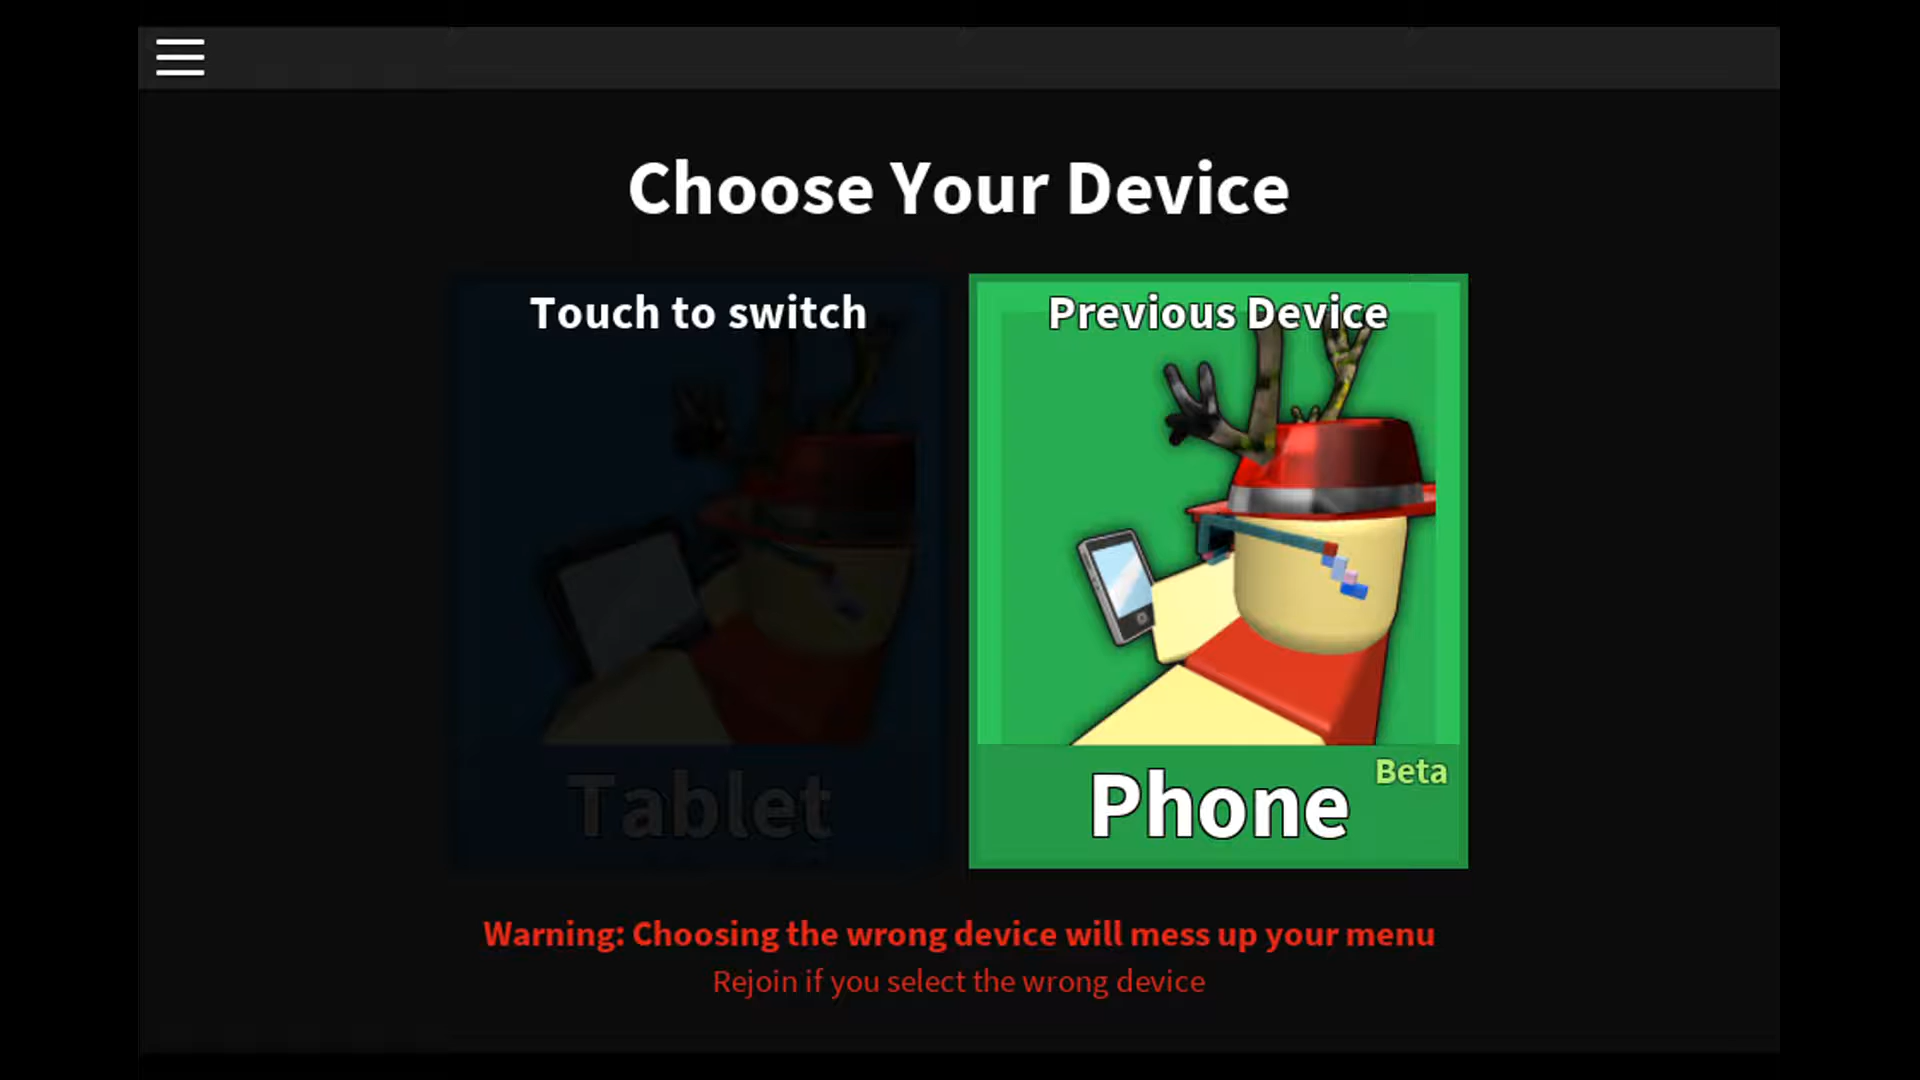 Choose Your Device
Touch to switch
Previous Device
Tablet
Beta
Phone
Warning: Choosing the wrong device will mess up your menu
Rejoin if you select the wrong device